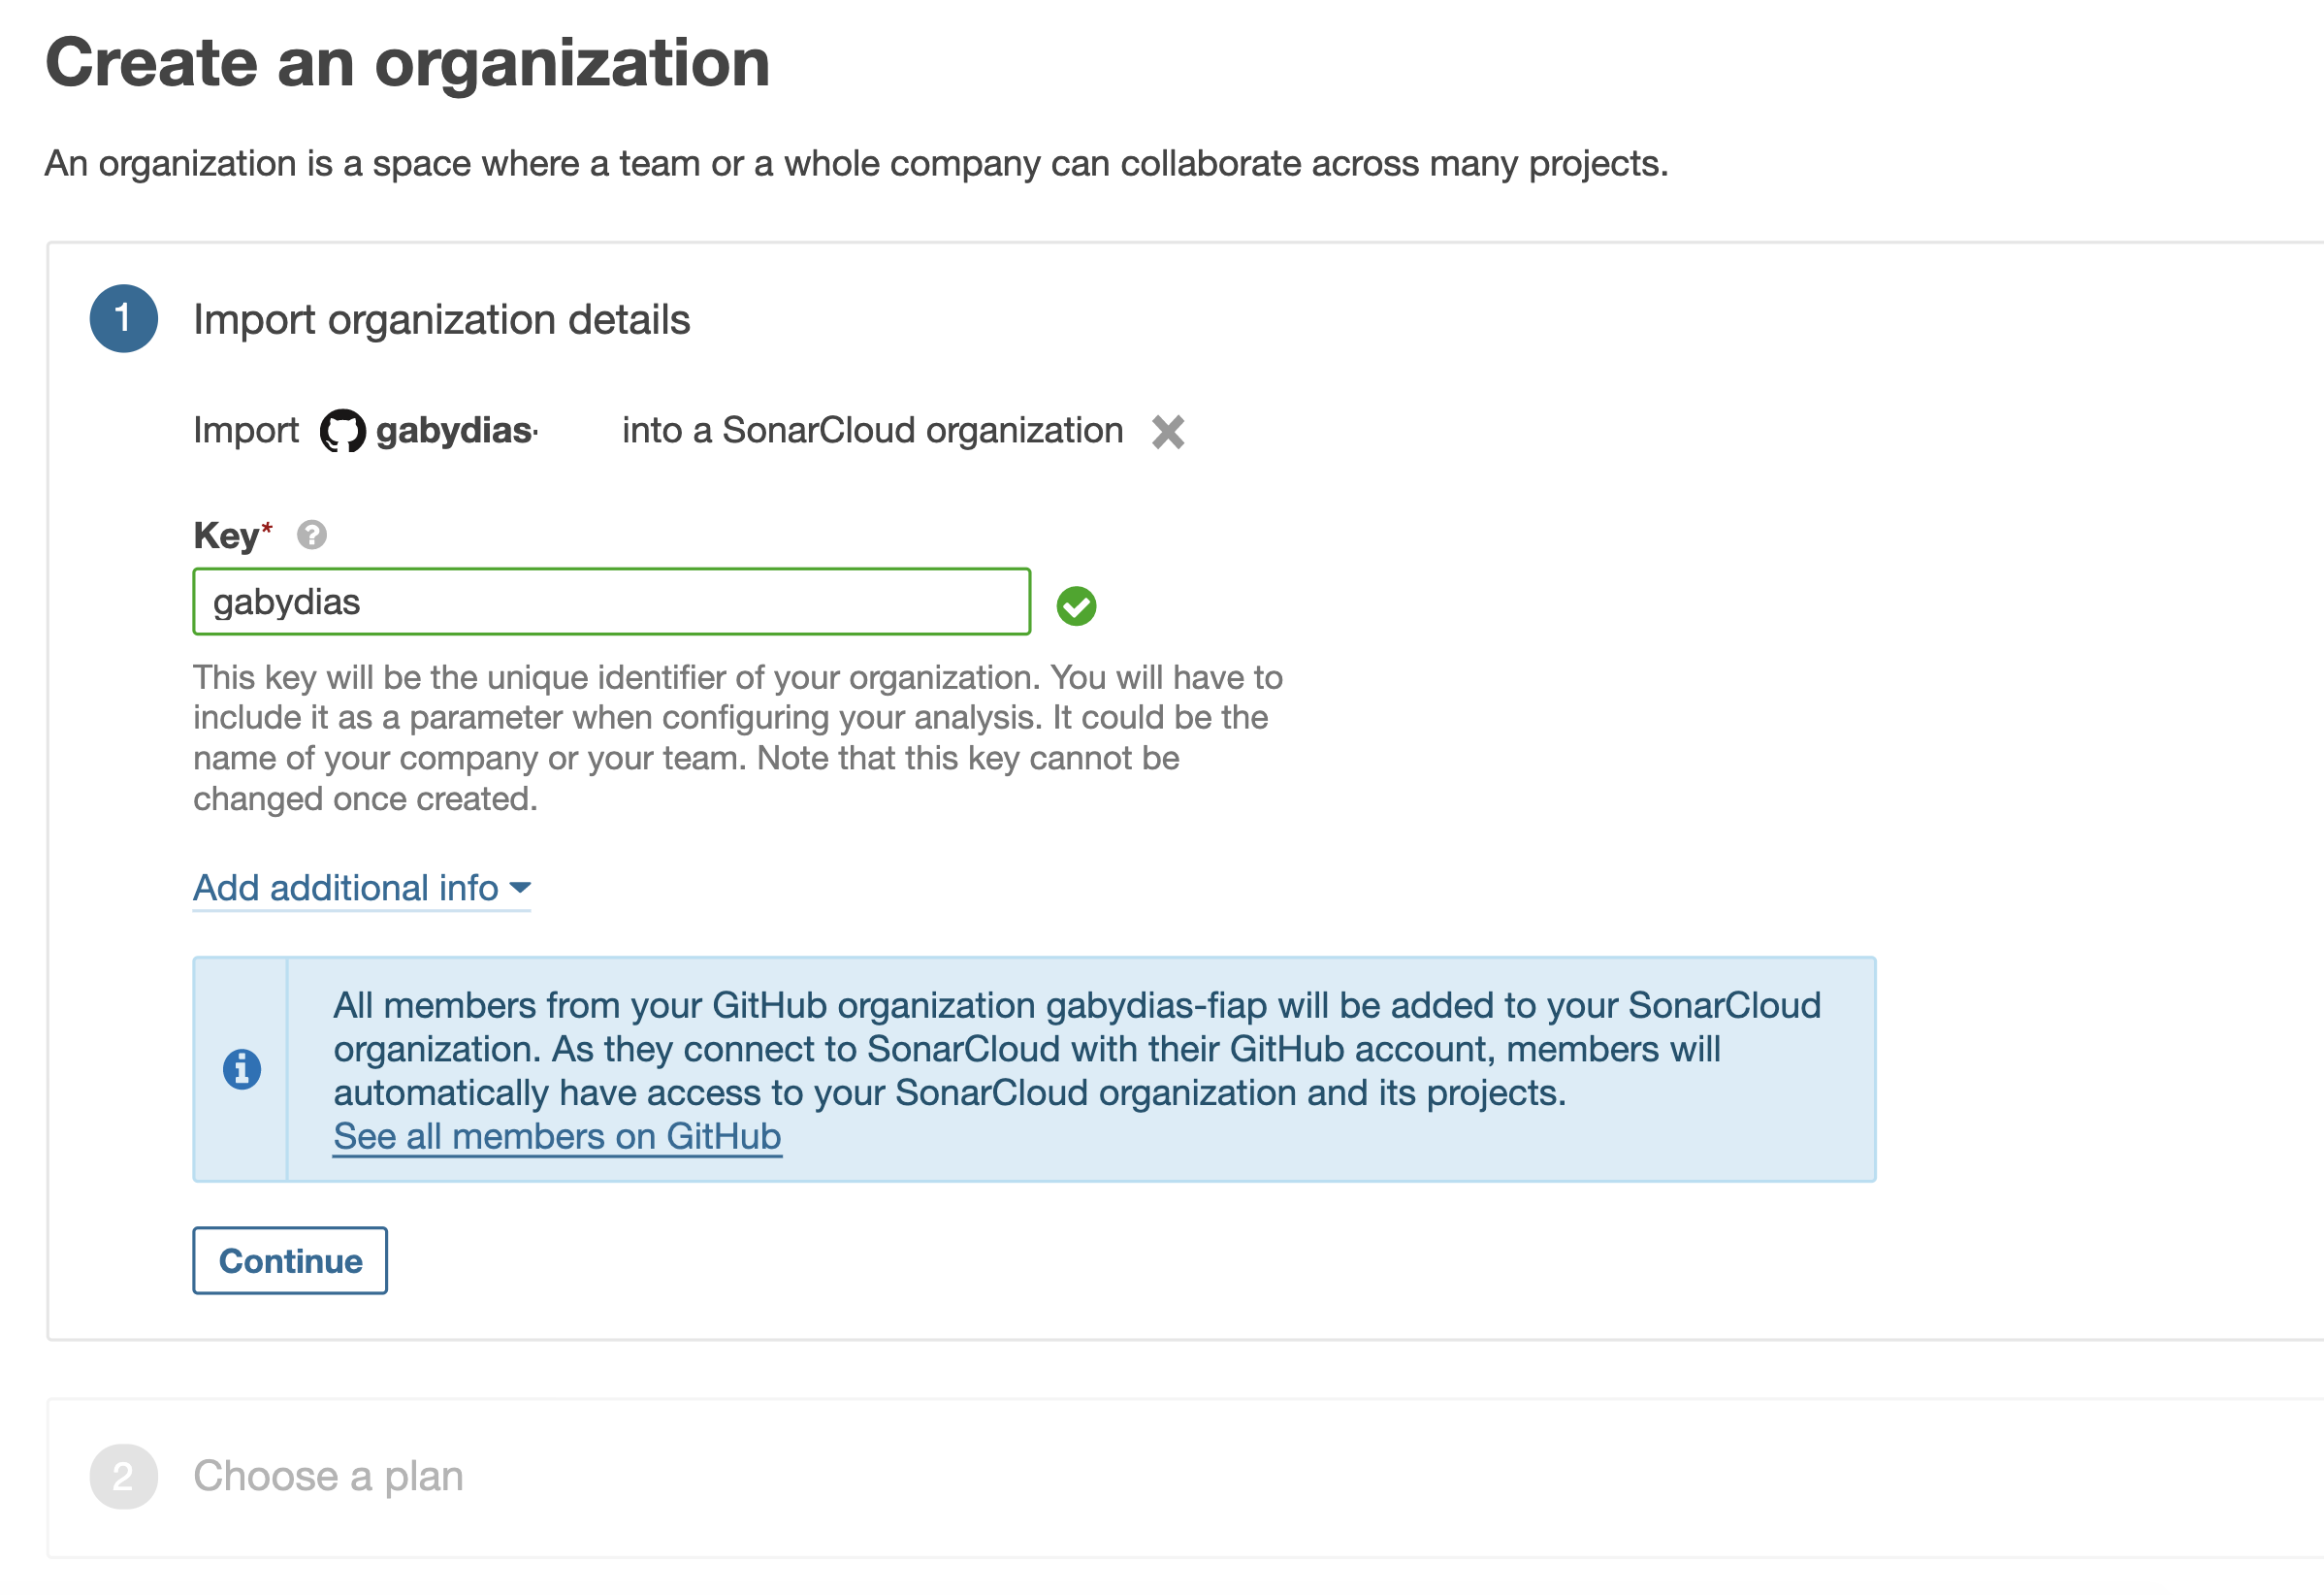 Create an organization
An organization is a space where a team or a whole company can collaborate across many projects.
1 Import organization details
Import gabydias· into a SonarCloud organization
Key* ?
gabydias
This key will be the unique identifier of your organization. You will have to
include it as a parameter when configuring your analysis. It could be the
name of your company or your team. Note that this key cannot be
changed once created.
Add additional info
All members from your GitHub organization gabydias-fiap will be added to your SonarCloud
organization. As they connect to SonarCloud with their GitHub account, members will
automatically have access to your SonarCloud organization and its projects.
See all members on GitHub
Continue
2 Choose a plan